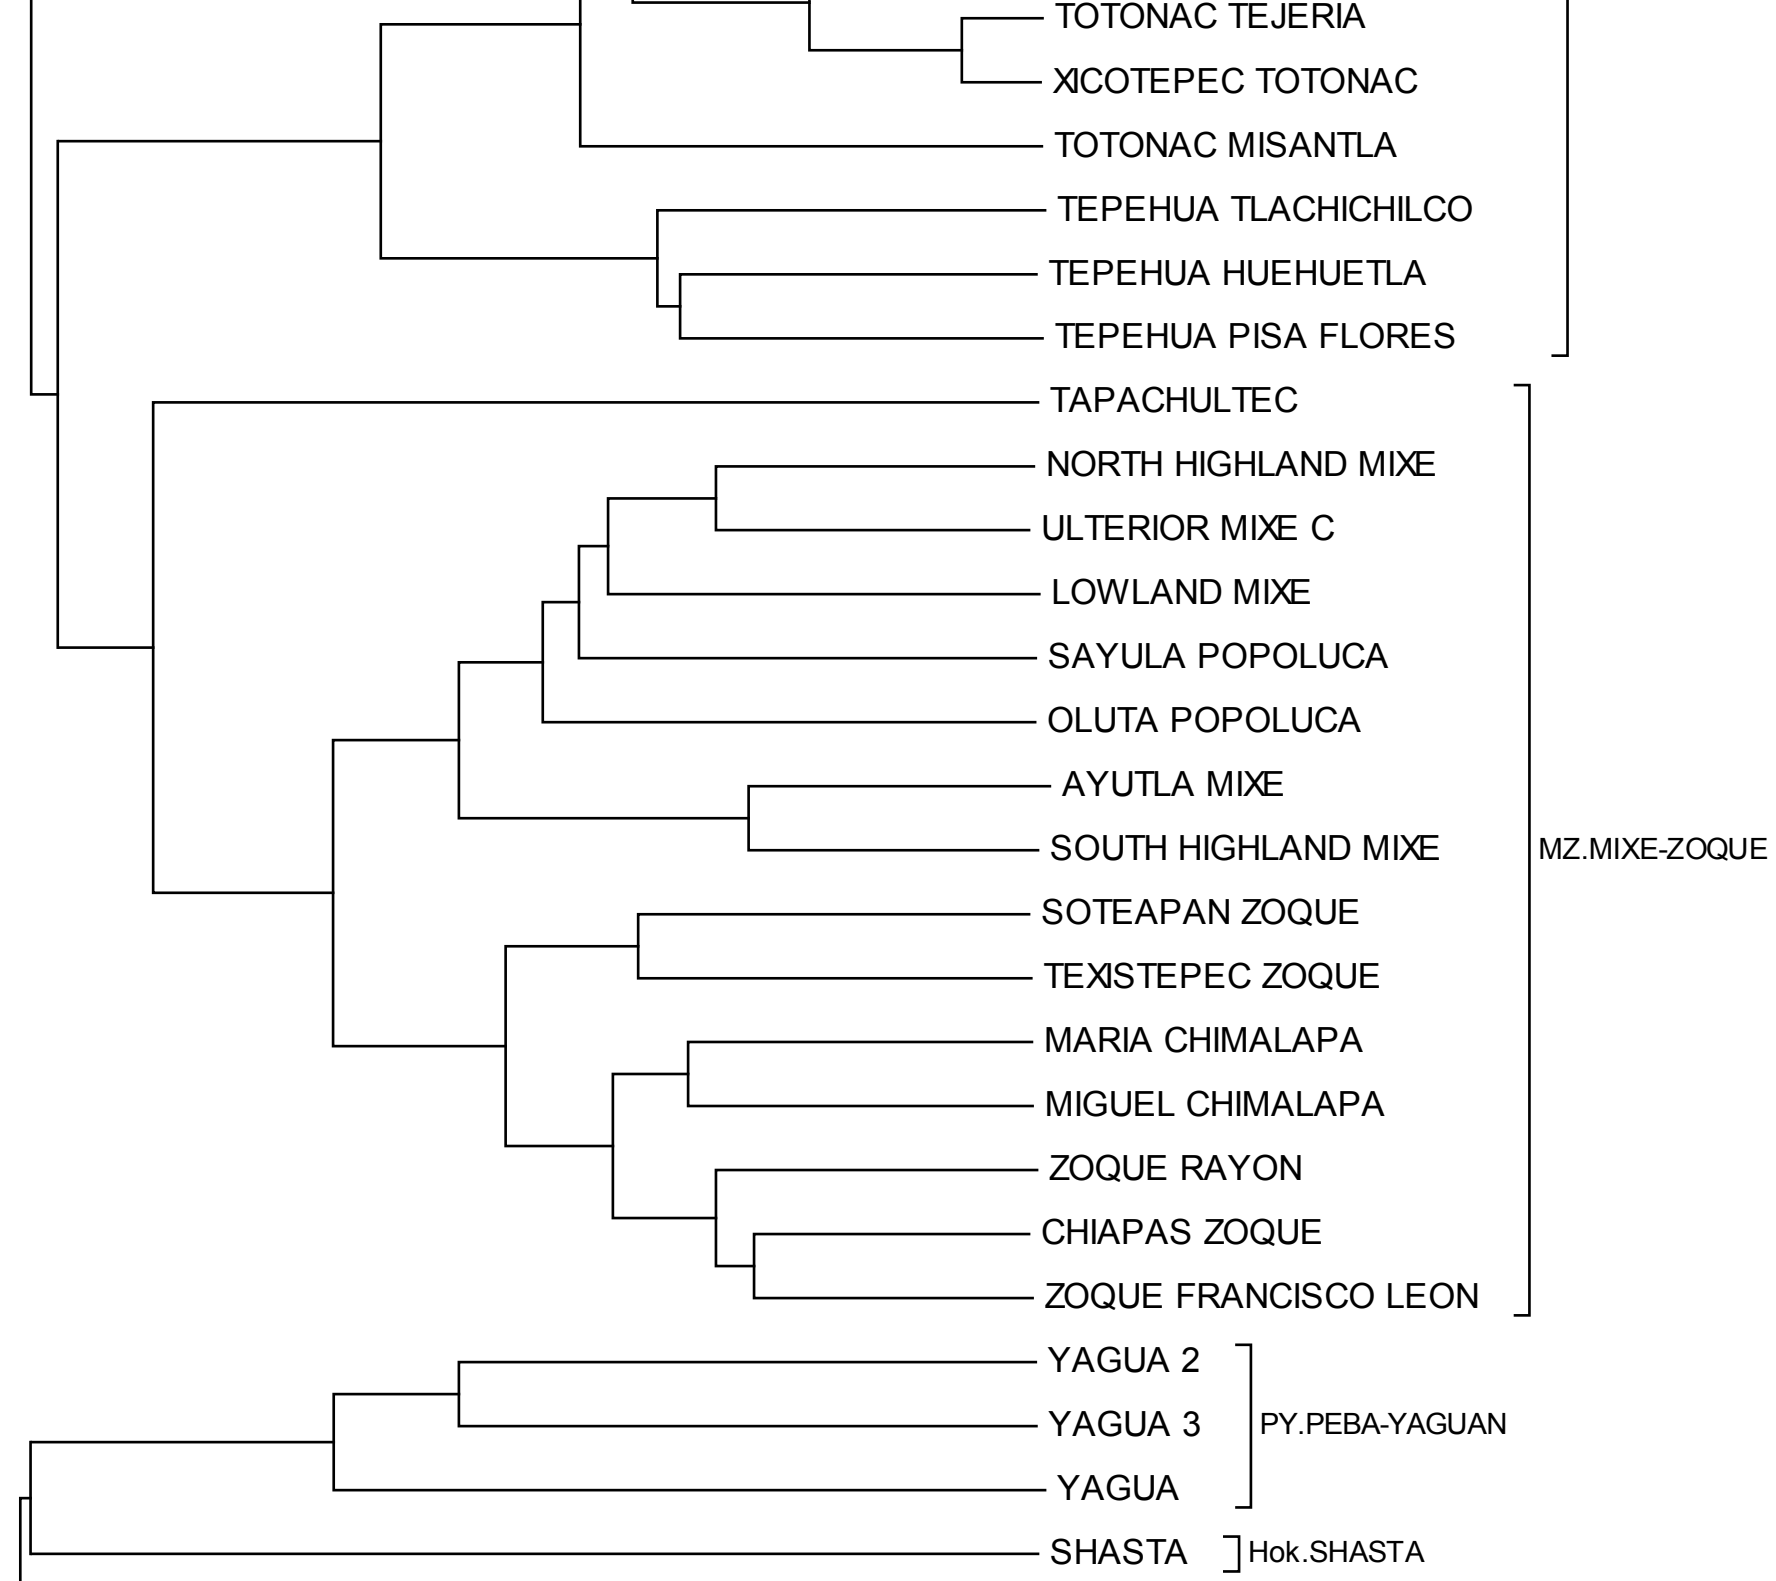 TOTONAC TEJERIA
XICOTEPEC TOTONAC
TOTONAC MISANTLA
TEPEHUA TLACHICHILCO
TEPEHUA HUEHUETLA
TEPEHUA PISA FLORES
TAPACHULTEC
NORTH HIGHLAND MIXE
ULTERIOR MIXE C
LOWLAND MIXE
SAYULA POPOLUCA
OLUTA POPOLUCA
AYUTLA MIXE
SOUTH HIGHLAND MIXE
MZ.MIXE-ZOQUE
SOTEAPAN ZOQUE
TEXISTEPEC ZOQUE
MARIA CHIMALAPA
MIGUEL CHIMALAPA
ZOQUE RAYON
CHIAPAS ZOQUE
ZOQUE FRANCISCO LEON
YAGUA 2
YAGUA 3
PY.PEBA-YAGUAN
YAGUA
SHASTA
Hok.SHASTA